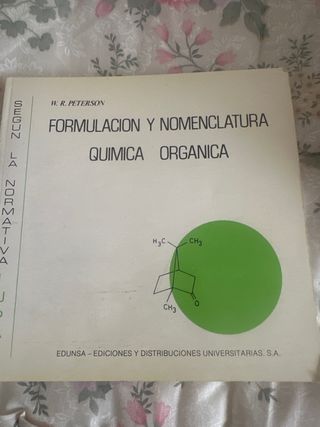 W. R. PETERSON
FORMULACION Y NOMENCLATURA
QUIMICA ORGANICA
SEGUN LA NORMATIVA
H₃C
CH₃
O
CH₃
EDUNSA – EDICIONES Y DISTRIBUCIONES UNIVERSITARIAS, S.A.